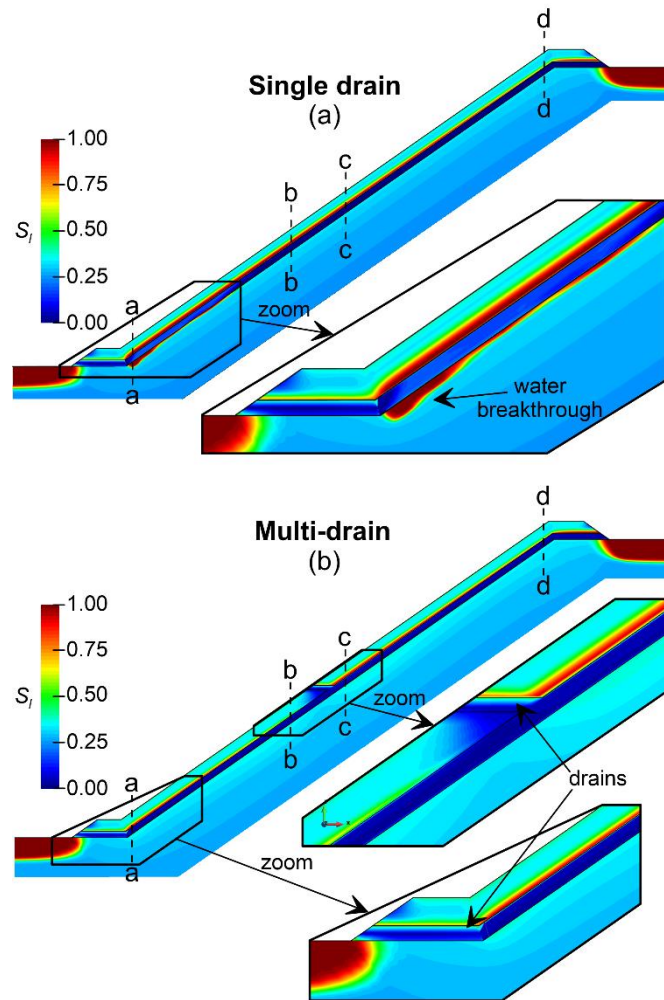 Single drain
(a)
d
d
1.00
0.75
0.50
0.25
0.00
S_l
c
c
b
b
a
a
zoom
water
breakthrough
Multi-drain
(b)
d
d
1.00
0.75
0.50
0.25
0.00
S_l
c
c
b
b
a
a
zoom
drains
zoom